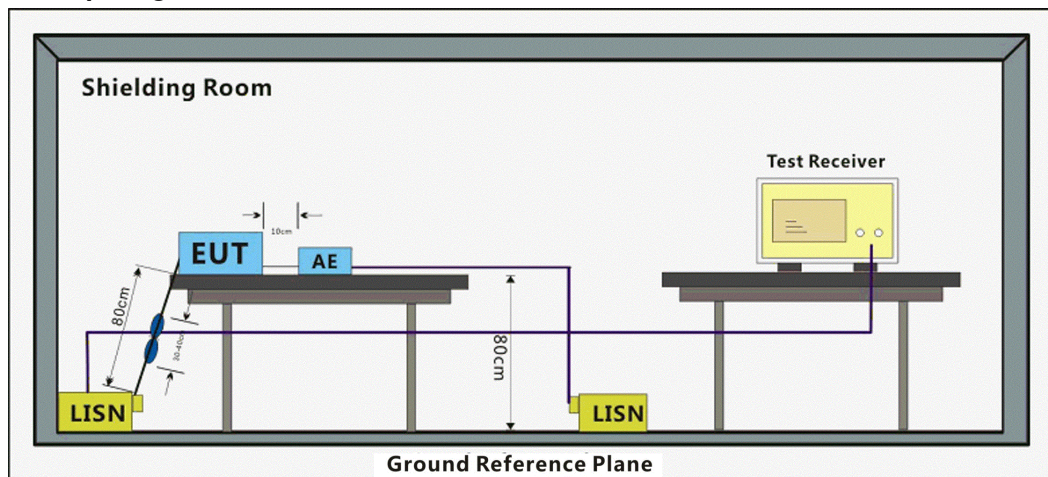 Shielding Room
Test Receiver
10cm
EUT
AE
80cm
30-40cm
80cm
LISN
LISN
Ground Reference Plane